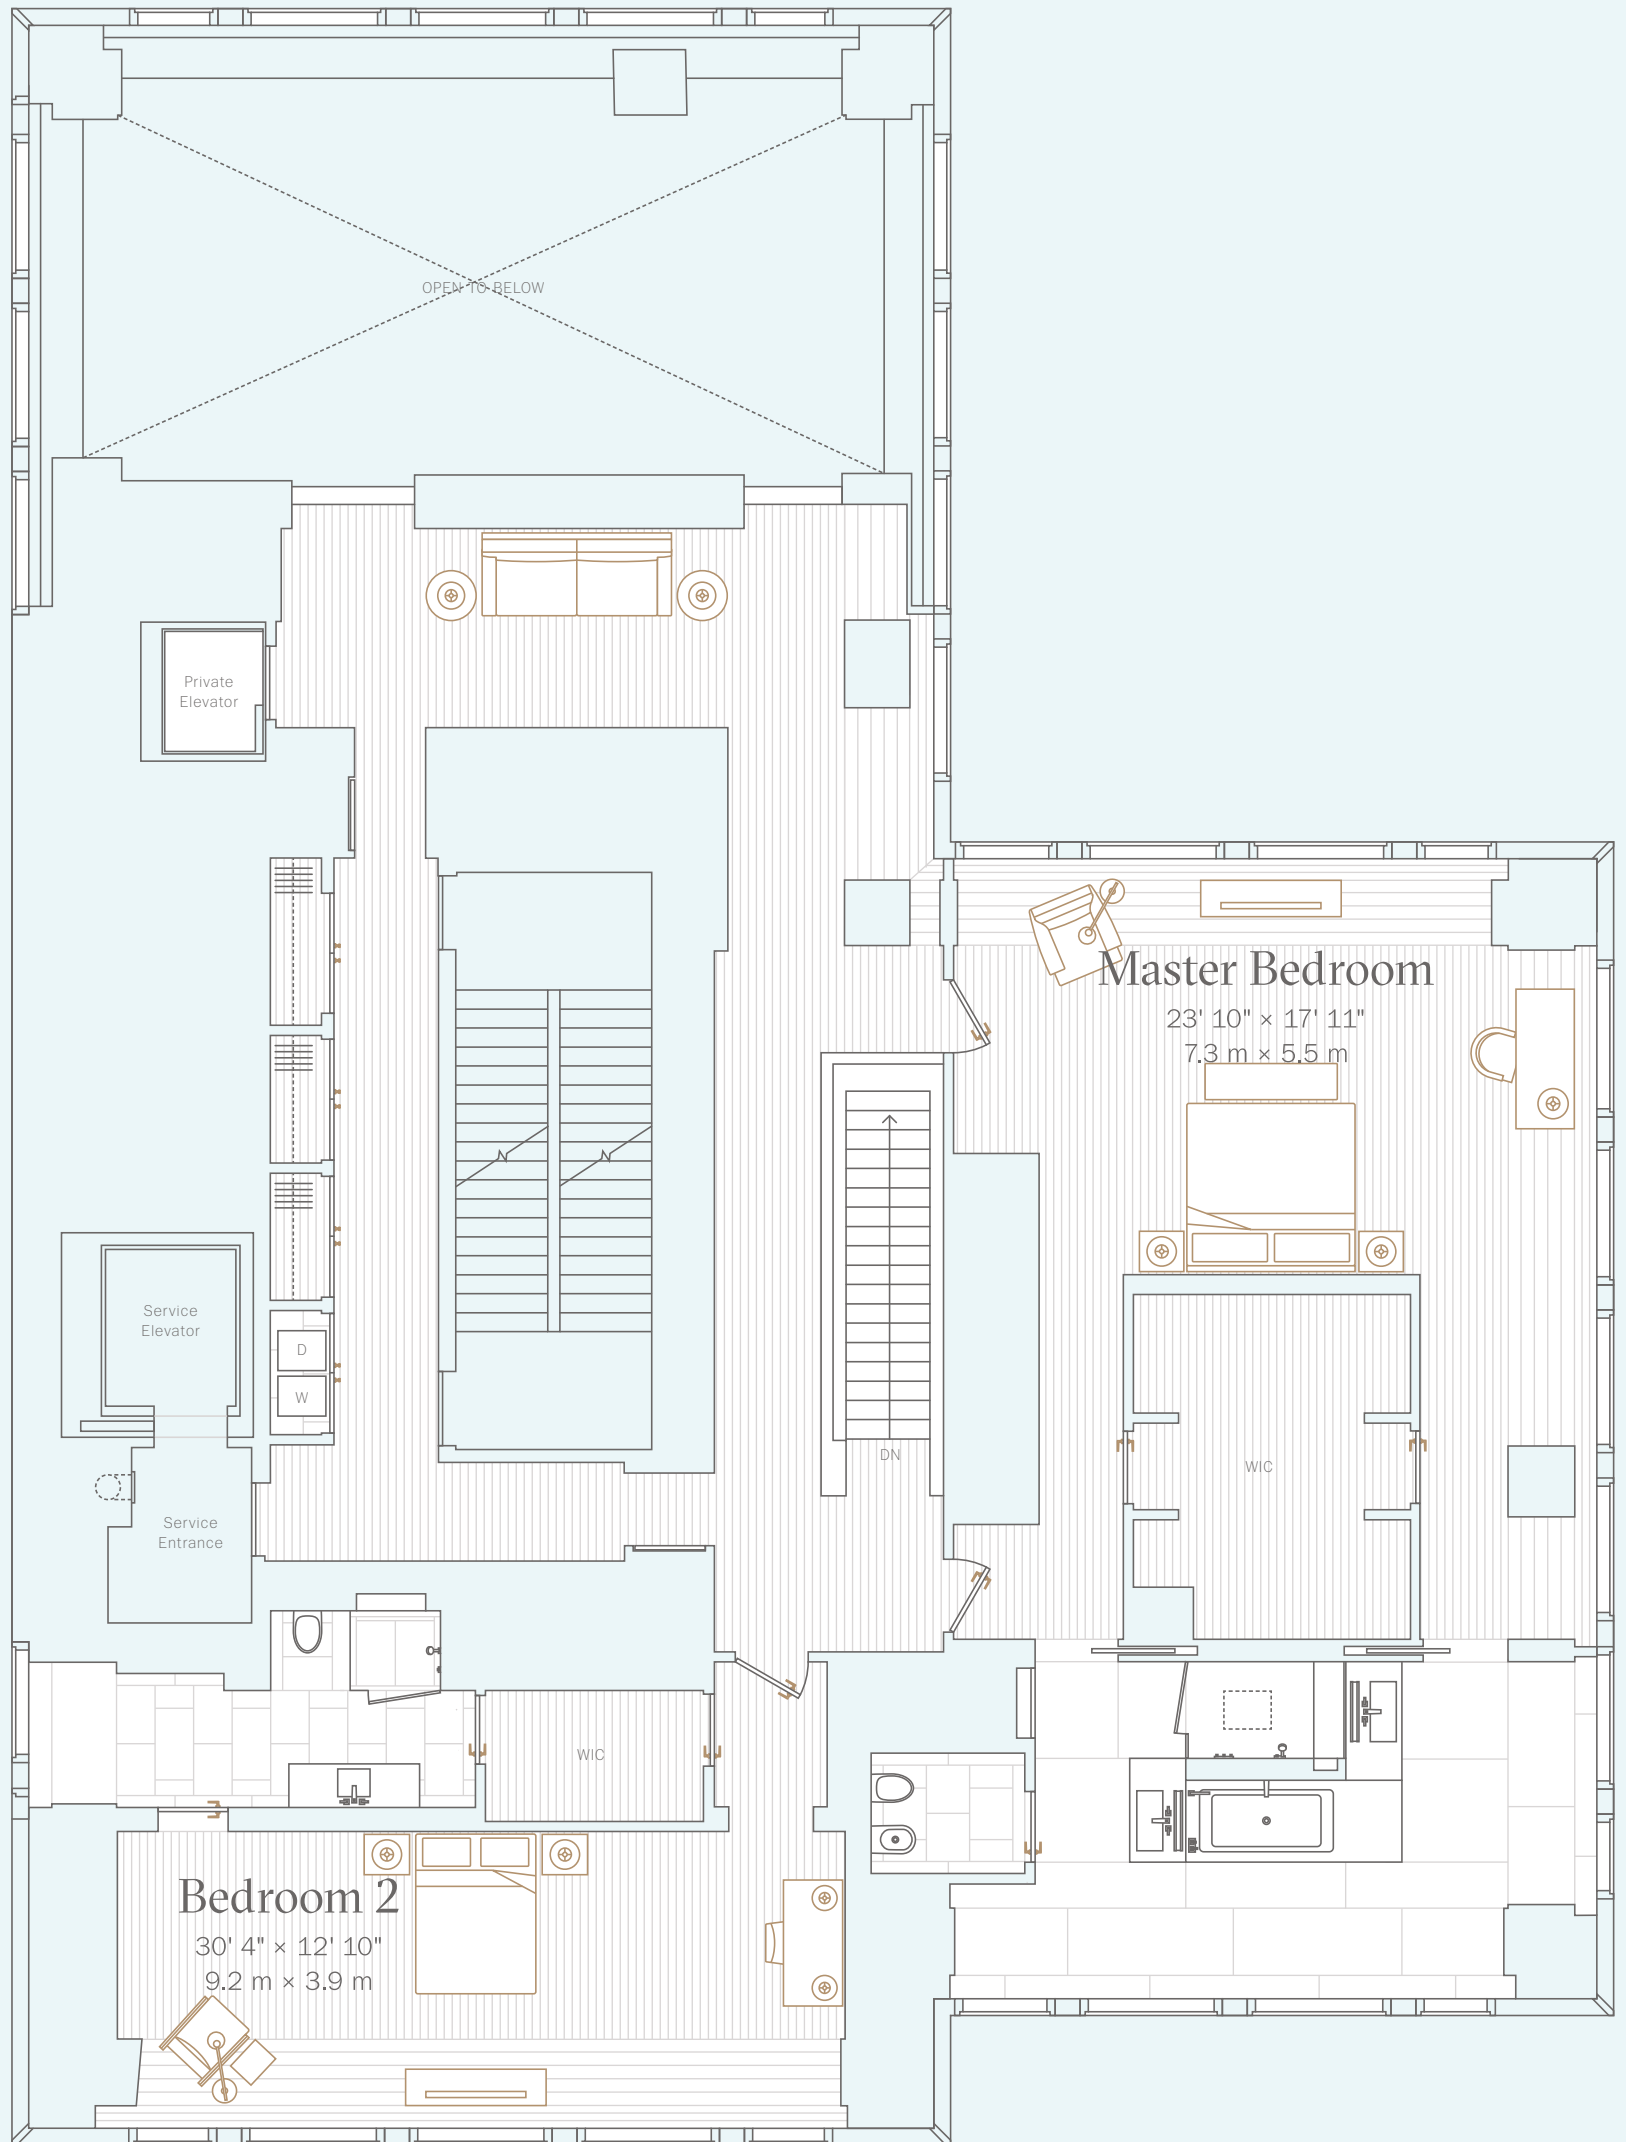 OPEN TO BELOW
Private
Elevator
Master Bedroom
23' 10" × 17' 11"
7.3 m × 5.5 m
Service
Elevator
D
W
DN
WIC
Service
Entrance
WIC
Bedroom 2
30' 4" × 12' 10"
9.2 m × 3.9 m